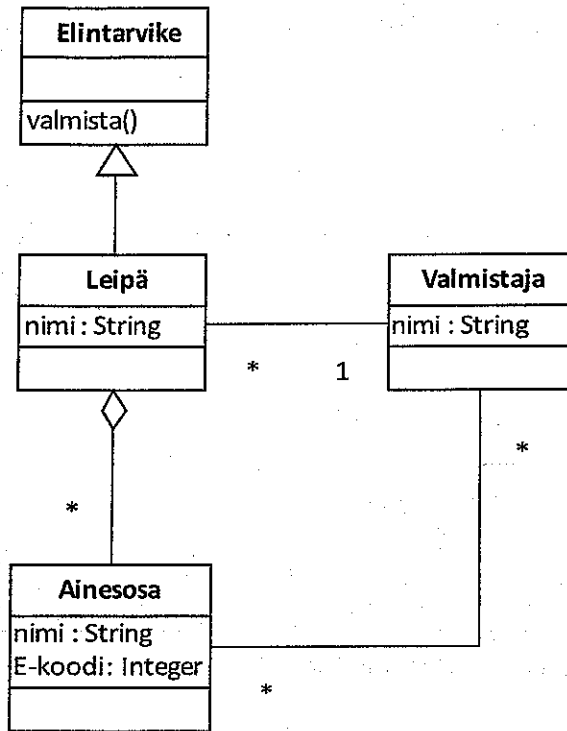 Elintarvike
valmista()
Leipä
nimi : String
Valmistaja
nimi : String
* 1
*
*
Ainesosa
nimi : String
E-koodi : Integer
*